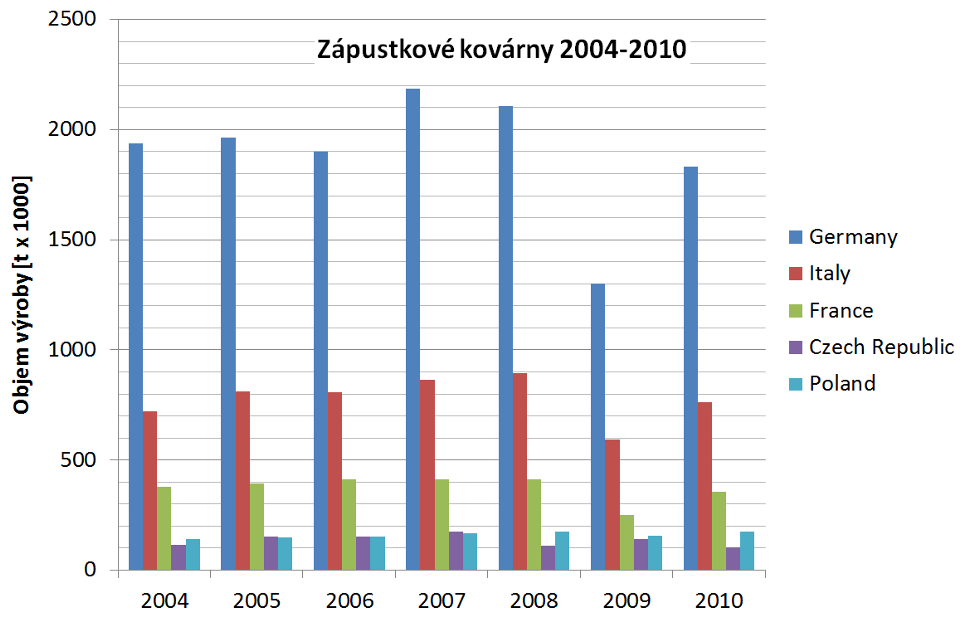 Zápustkové kovárny 2004-2010
Objem výroby [t x 1000]
2500
2000
1500
1000
500
0
2004 2005 2006 2007 2008 2009 2010
Germany
Italy
France
Czech Republic
Poland